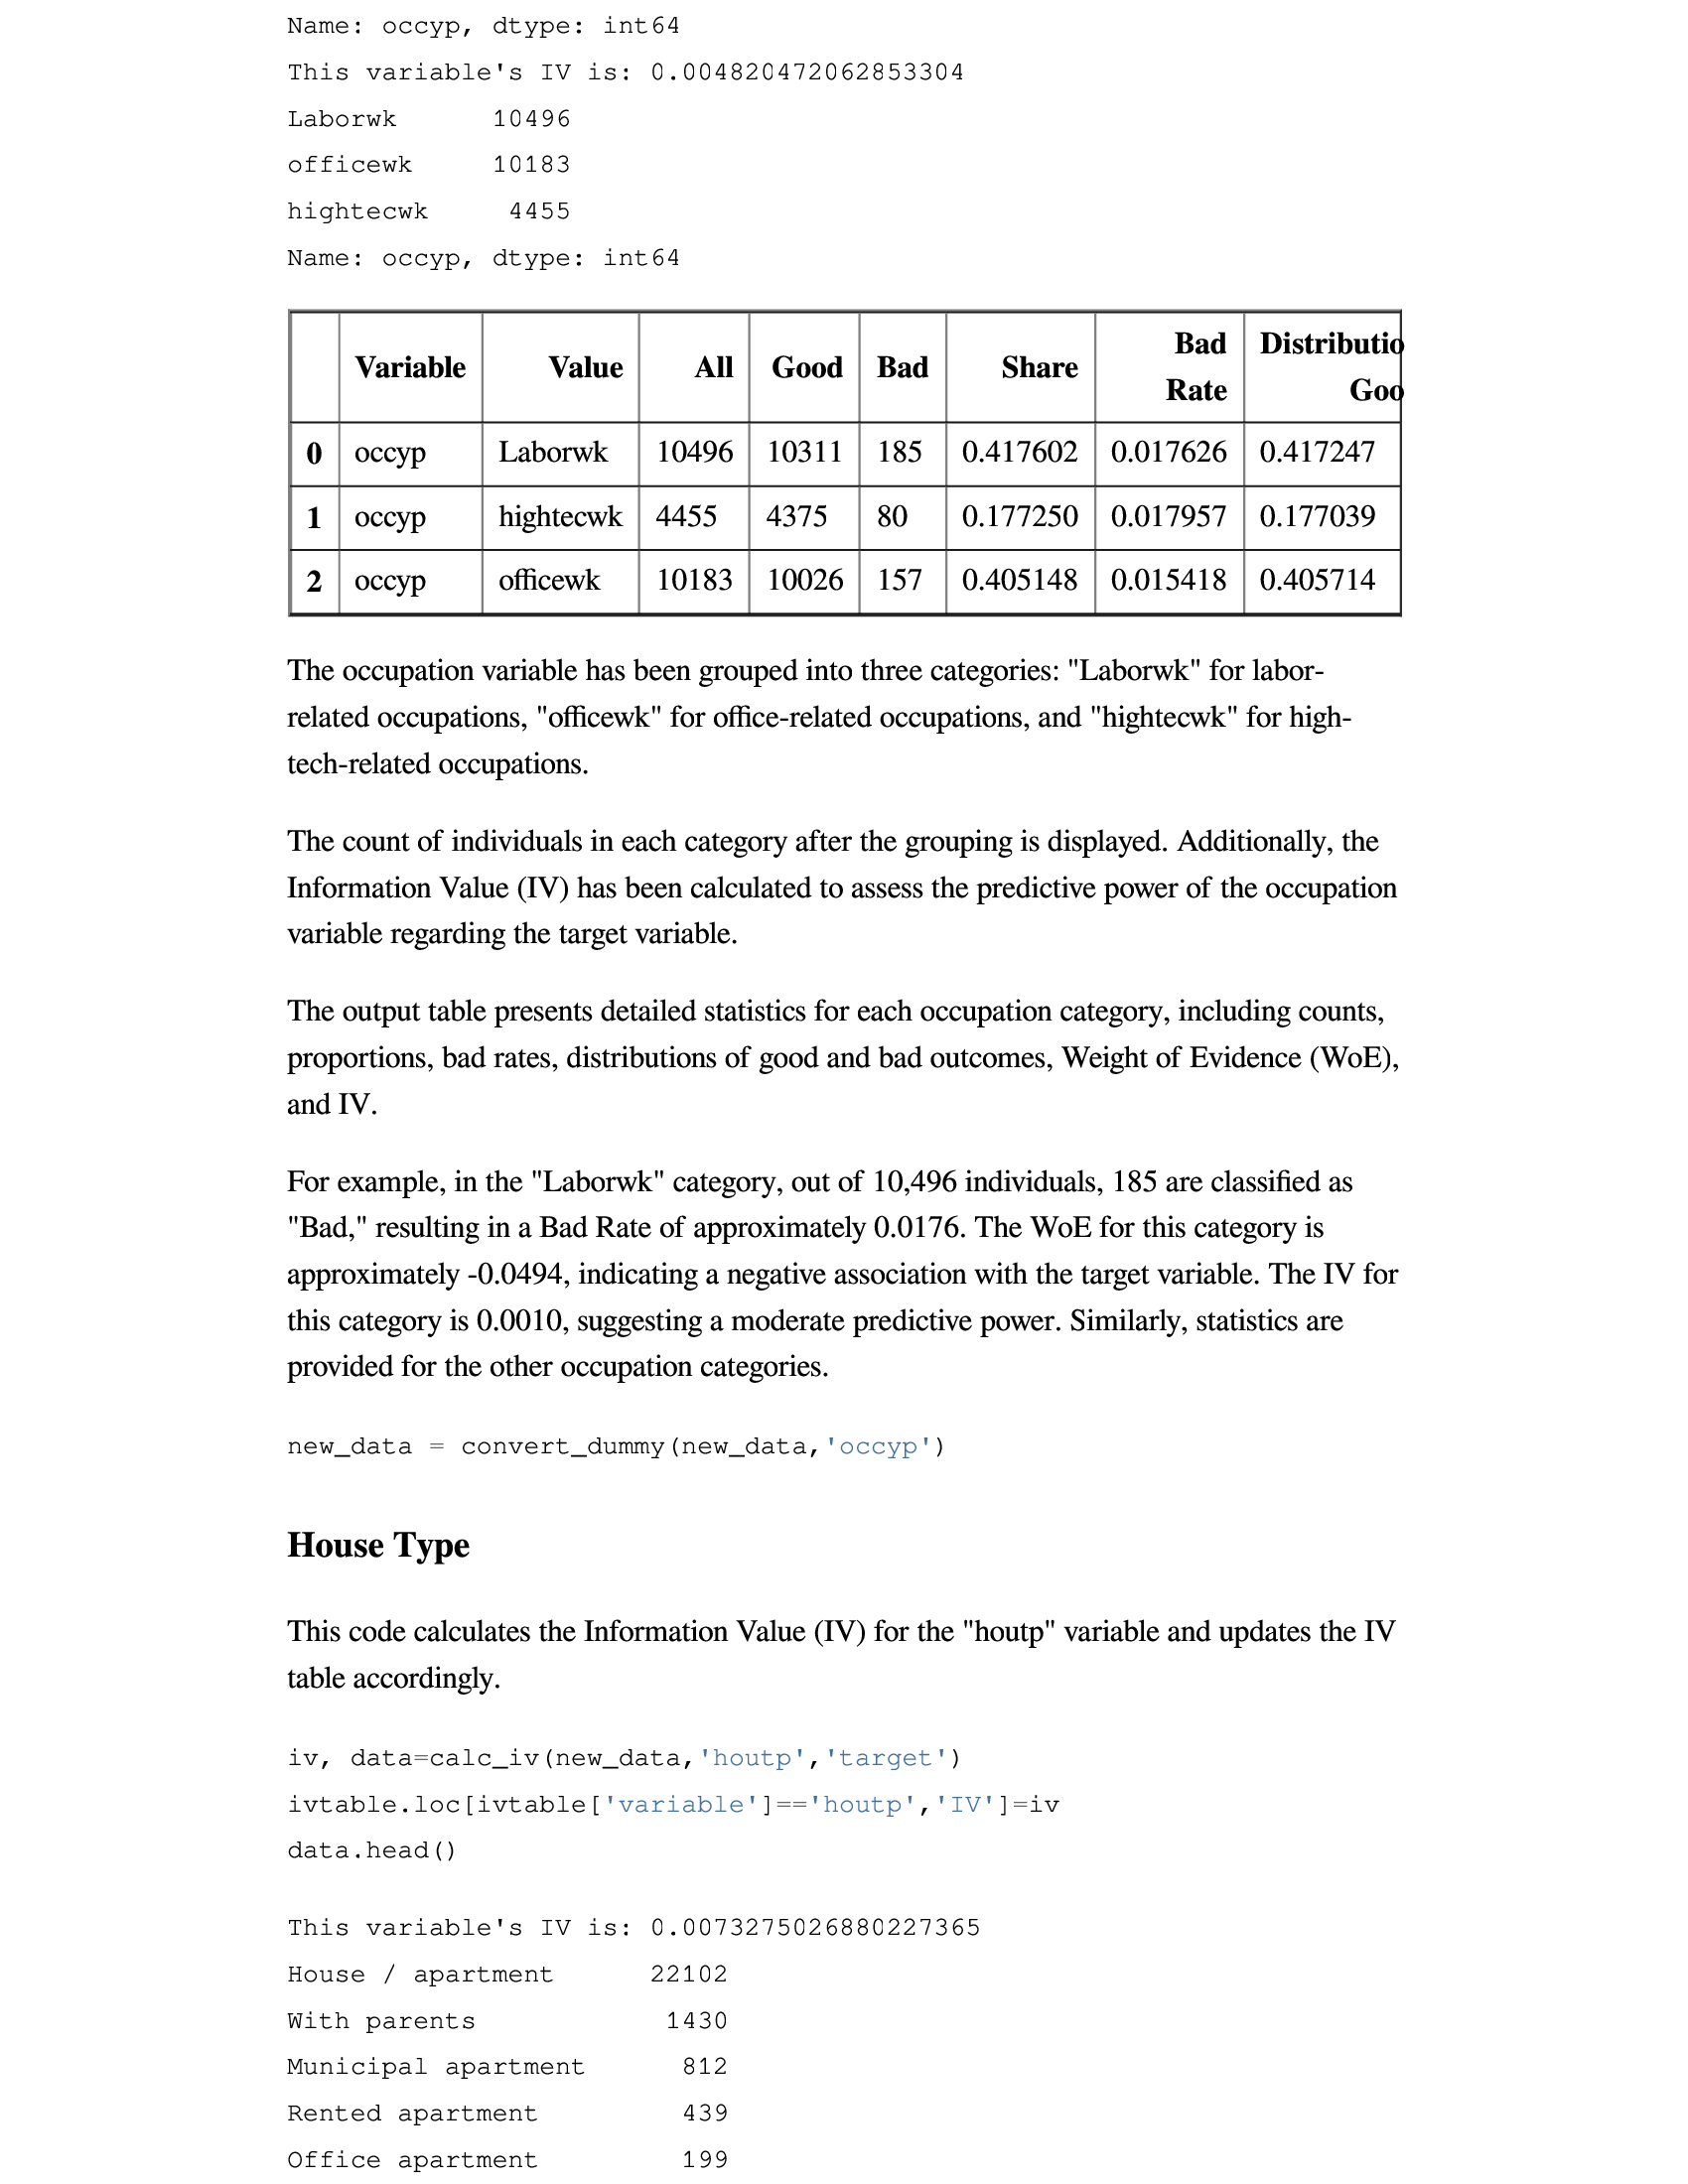 Name: occyp, dtype: int64
This variable's IV is: 0.004820472062853304
Laborwk 10496
officewk 10183
hightecwk 4455
Name: occyp, dtype: int64
Variable Value All Good Bad Share Bad Rate Distributio Goo
0 occyp Laborwk 10496 10311 185 0.417602 0.017626 0.417247
1 occyp hightecwk 4455 4375 80 0.177250 0.017957 0.177039
2 occyp officewk 10183 10026 157 0.405148 0.015418 0.405714
The occupation variable has been grouped into three categories: "Laborwk" for labor-
related occupations, "officewk" for office-related occupations, and "hightecwk" for high-
tech-related occupations.
The count of individuals in each category after the grouping is displayed. Additionally, the
Information Value (IV) has been calculated to assess the predictive power of the occupation
variable regarding the target variable.
The output table presents detailed statistics for each occupation category, including counts,
proportions, bad rates, distributions of good and bad outcomes, Weight of Evidence (WoE),
and IV.
For example, in the "Laborwk" category, out of 10,496 individuals, 185 are classified as
"Bad," resulting in a Bad Rate of approximately 0.0176. The WoE for this category is
approximately -0.0494, indicating a negative association with the target variable. The IV for
this category is 0.0010, suggesting a moderate predictive power. Similarly, statistics are
provided for the other occupation categories.
new_data = convert_dummy(new_data,'occyp')
House Type
This code calculates the Information Value (IV) for the "houtp" variable and updates the IV
table accordingly.
iv, data=calc_iv(new_data,'houtp','target')
ivtable.loc[ivtable['variable']=='houtp','IV']=iv
data.head()
This variable's IV is: 0.0073275026880227365
House / apartment 22102
With parents 1430
Municipal apartment 812
Rented apartment 439
Office apartment 199